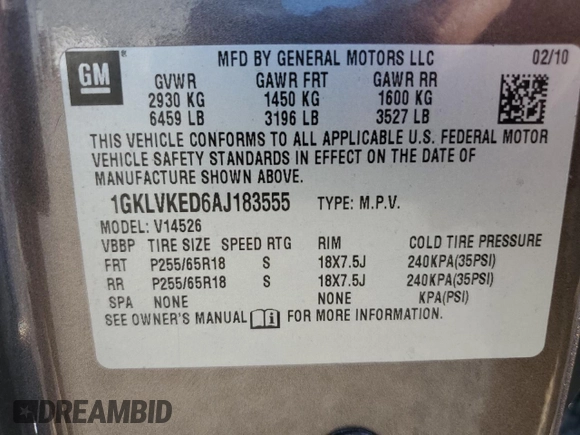 GM
MFD BY GENERAL MOTORS LLC 02/10
GVWR GAWR FRT GAWR RR
2930 KG 1450 KG 1600 KG
6459 LB 3196 LB 3527 LB
THIS VEHICLE CONFORMS TO ALL APPLICABLE U.S. FEDERAL MOTOR
VEHICLE SAFETY STANDARDS IN EFFECT ON THE DATE OF
MANUFACTURE SHOWN ABOVE.
1GKLVKED6AJ183555 TYPE: M.P.V.
MODEL: V14526
VBBP TIRE SIZE SPEED RTG RIM COLD TIRE PRESSURE
FRT P255/65R18 S 18X7.5J 240KPA(35PSI)
RR P255/65R18 S 18X7.5J 240KPA(35PSI)
SPA NONE NONE KPA(PSI)
SEE OWNER'S MANUAL FOR MORE INFORMATION.
DREAMBID